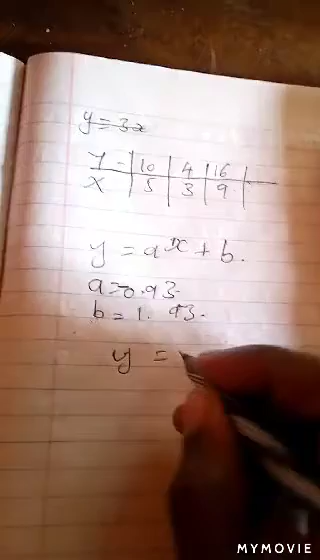 y = 3x
y - | 10 | 4 | 16 |
x | 5 | 3 | 9 |
y = a^x + b.
a = 0.93.
b = 1. 93.
y =
MYMOVIE